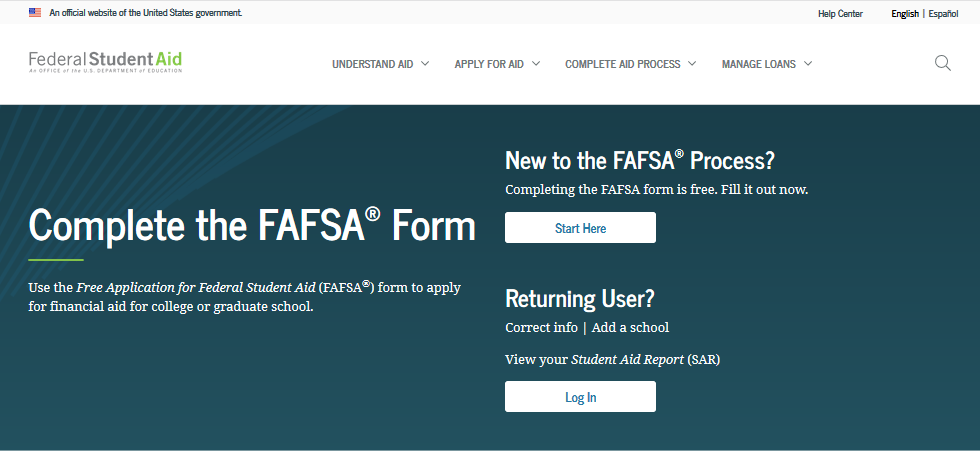 An official website of the United States government.
Help Center English | Español
Federal Student Aid
An OFFICE of the U.S. DEPARTMENT of EDUCATION
UNDERSTAND AID APPLY FOR AID COMPLETE AID PROCESS MANAGE LOANS
Complete the FAFSA® Form
Use the Free Application for Federal Student Aid (FAFSA®) form to apply
for financial aid for college or graduate school.
New to the FAFSA® Process?
Completing the FAFSA form is free. Fill it out now.
Start Here
Returning User?
Correct info | Add a school
View your Student Aid Report (SAR)
Log In